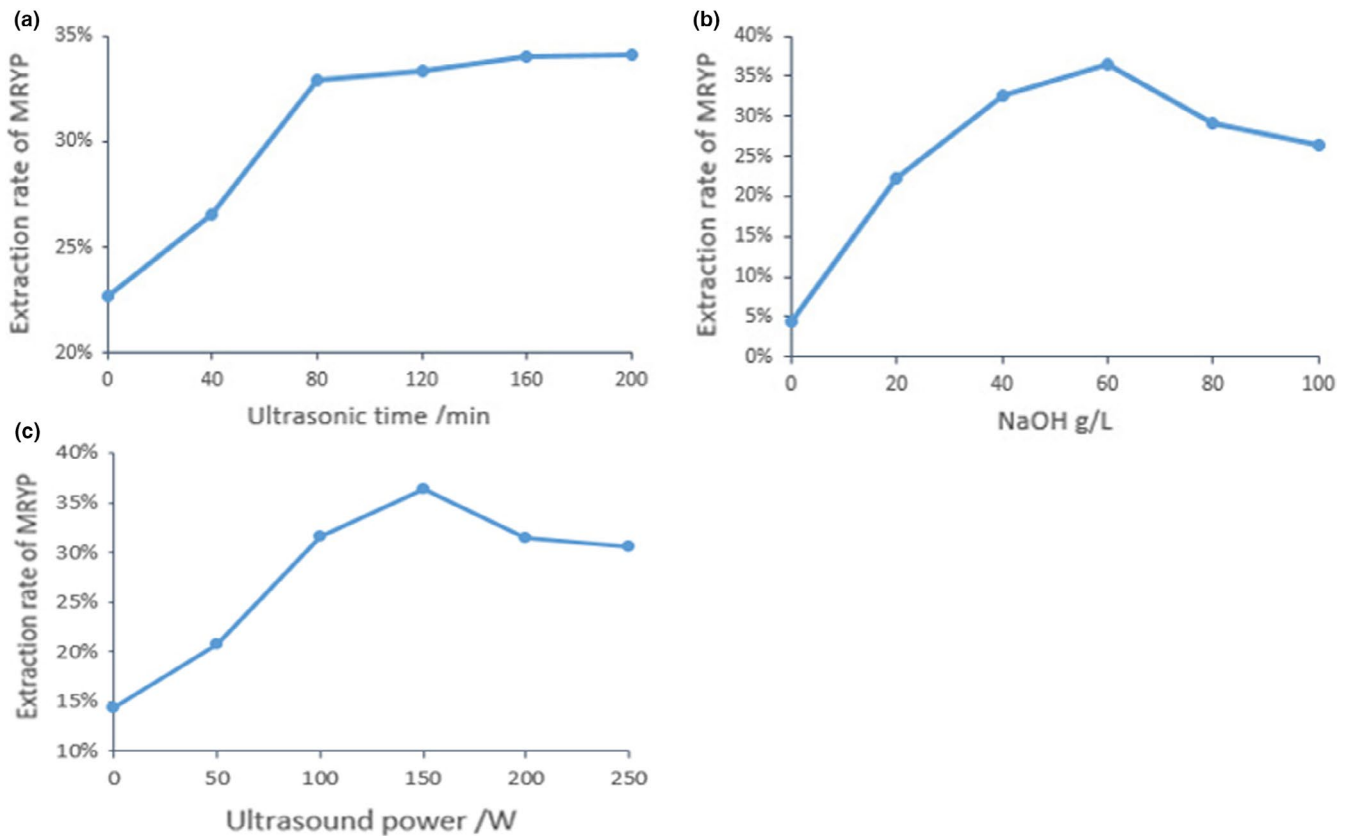 (a)
Extraction rate of MRYP
35%
30%
25%
20%
0 40 80 120 160 200
Ultrasonic time /min
(b)
Extraction rate of MRYP
40%
35%
30%
25%
20%
15%
10%
5%
0%
0 20 40 60 80 100
NaOH g/L
(c)
Extraction rate of MRYP
40%
35%
30%
25%
20%
15%
10%
0 50 100 150 200 250
Ultrasound power /W